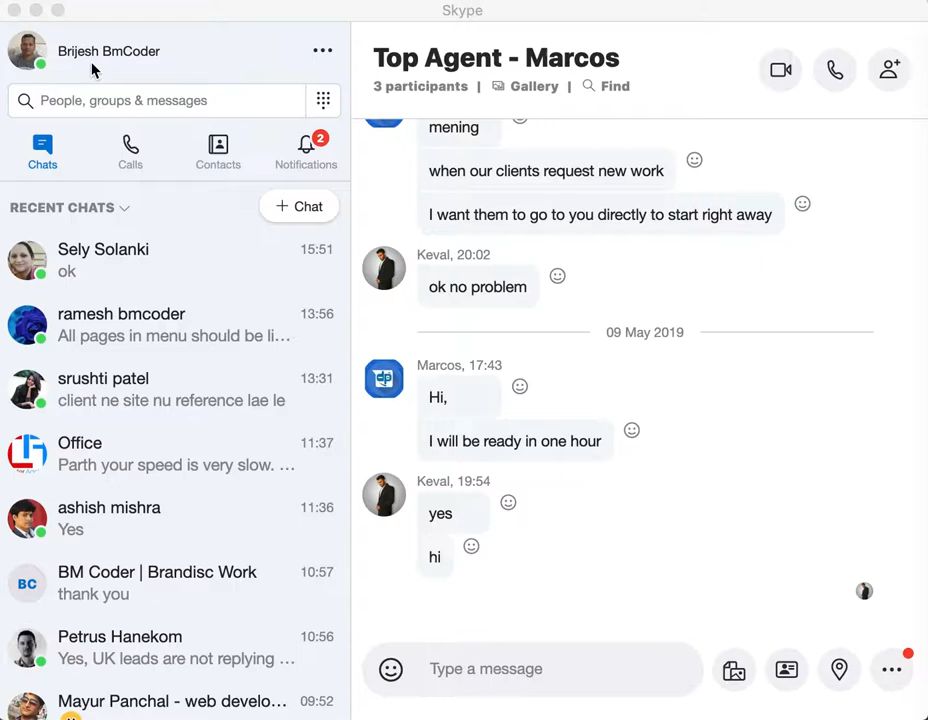 Skype
Brijesh BmCoder
People, groups & messages
Chats
Calls
Contacts
2
Notifications
RECENT CHATS
+ Chat
Sely Solanki
15:51
ok
ramesh bmcoder
13:56
All pages in menu should be li...
srushti patel
13:31
client ne site nu reference lae le
Office
11:37
Parth your speed is very slow. ...
ashish mishra
11:36
Yes
BC
BM Coder | Brandisc Work
10:57
thank you
Petrus Hanekom
10:56
Yes, UK leads are not replying ...
Mayur Panchal - web develo...
09:52
Top Agent - Marcos
3 participants | Gallery | Find
mening
when our clients request new work
I want them to go to you directly to start right away
Keval, 20:02
ok no problem
09 May 2019
Marcos, 17:43
Hi,
I will be ready in one hour
Keval, 19:54
yes
hi
Type a message